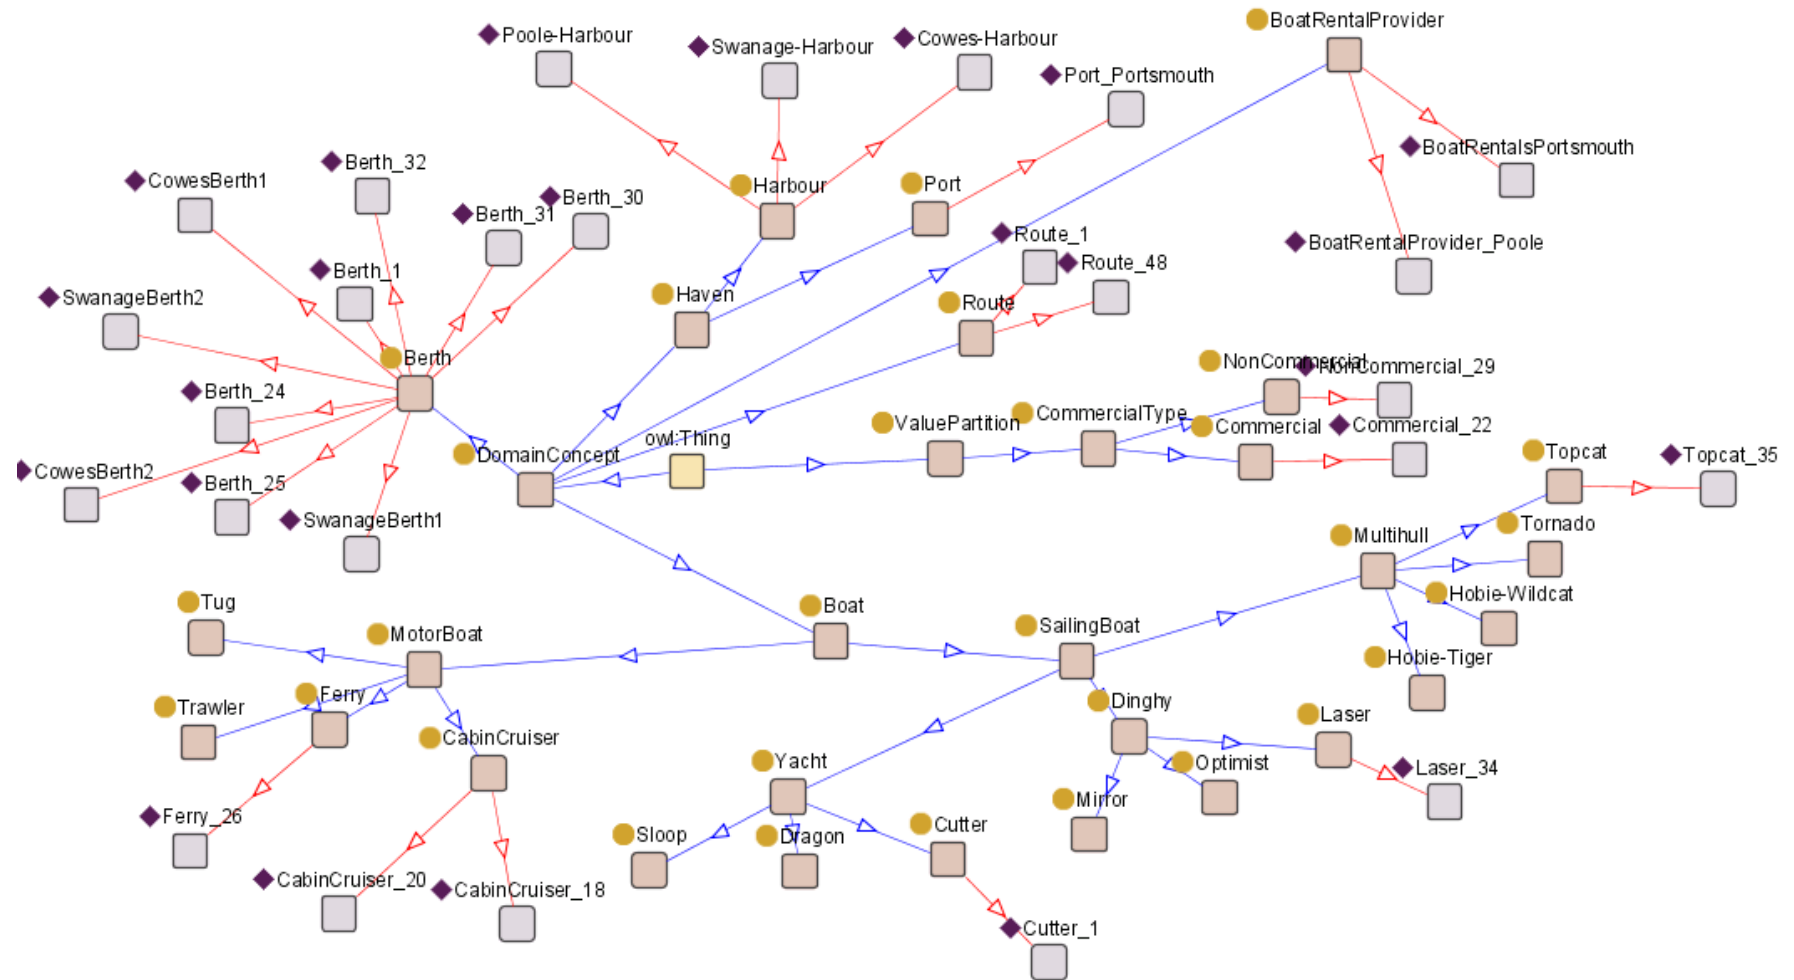 BoatRentalProvider
Poole-Harbour
Swanage-Harbour
Cowes-Harbour
Port_Portsmouth
BoatRentalsPortsmouth
Berth_32
CowesBerth1
Harbour
Port
Berth_30
Berth_31
Route_1
BoatRentalProvider_Poole
Route_48
Berth_1
SwanageBerth2
Haven
Route
Berth
NonCommercial
NonCommercial_29
Berth_24
CommercialType
ValuePartition
Commercial
Commercial_22
owl:Thing
DomainConcept
Topcat
Topcat_35
CowesBerth2
Berth_25
SwanageBerth1
Tornado
Multihull
Hobie-Wildcat
Tug
Boat
SailingBoat
MotorBoat
Hobie-Tiger
Ferry
Dinghy
Trawler
Laser
CabinCruiser
Yacht
Optimist
Laser_34
Mirror
Ferry_26
Sloop
Dragon
Cutter
CabinCruiser_20
CabinCruiser_18
Cutter_1